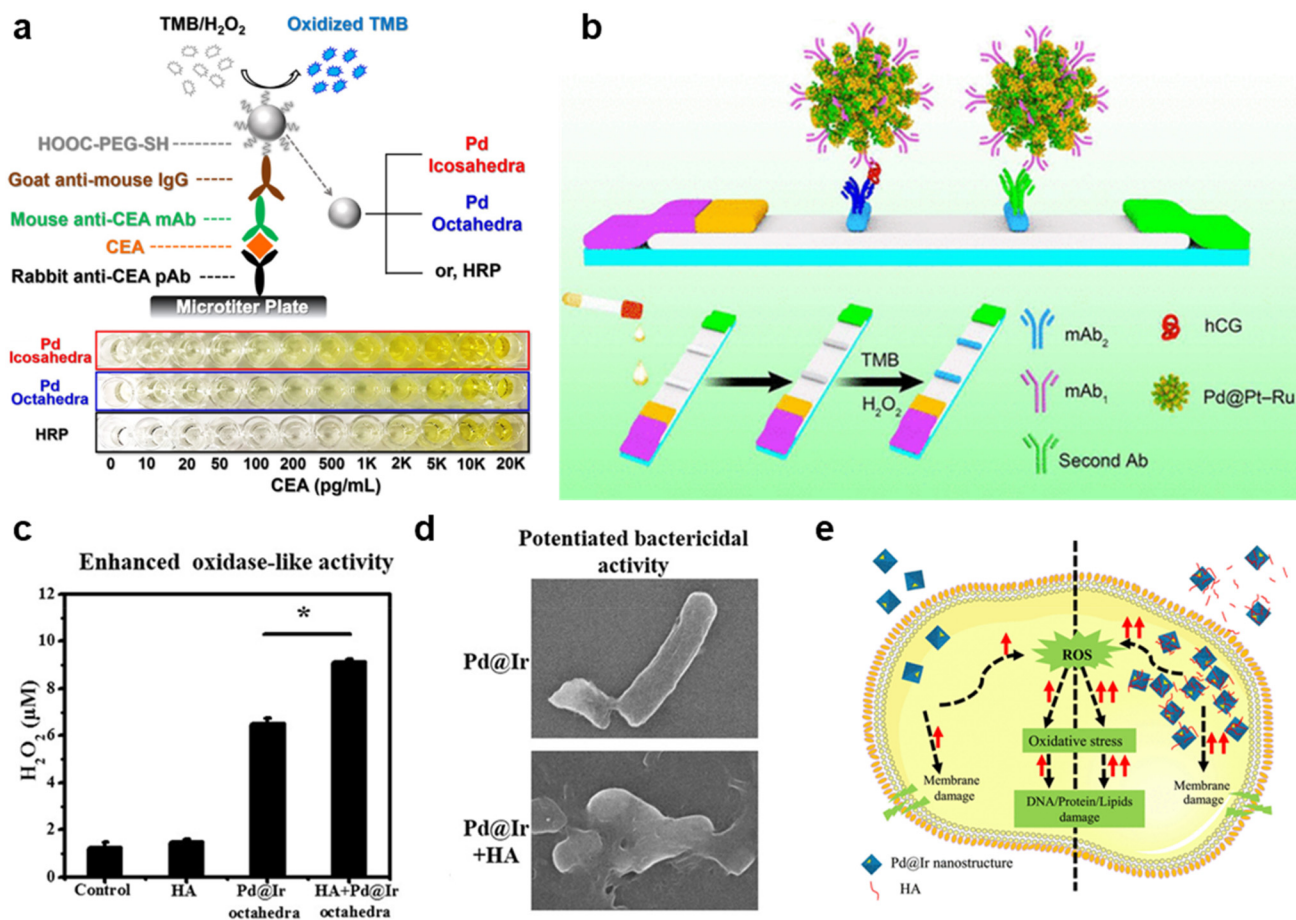 a
TMB/H2O2
Oxidized TMB
HOOC-PEG-SH
Goat anti-mouse IgG
Mouse anti-CEA mAb
CEA
Rabbit anti-CEA pAb
Microtiter Plate
Pd
Icosahedra
Pd
Octahedra
or, HRP
Pd
Icosahedra
Pd
Octahedra
HRP
0 10 20 50 100 200 500 1K 2K 5K 10K 20K
CEA (pg/mL)
b
TMB
H2O2
mAb2
hCG
mAb1
Pd@Pt–Ru
Second Ab
c
Enhanced oxidase-like activity
H2O2 (μM)
12
10
8
6
4
2
0
*
Control
HA
Pd@Ir
octahedra
HA+Pd@Ir
octahedra
d
Potentiated bactericidal
activity
Pd@Ir
Pd@Ir
+HA
e
ROS
Oxidative stress
Membrane
damage
DNA/Protein/Lipids
damage
Membrane
damage
Pd@Ir nanostructure
HA